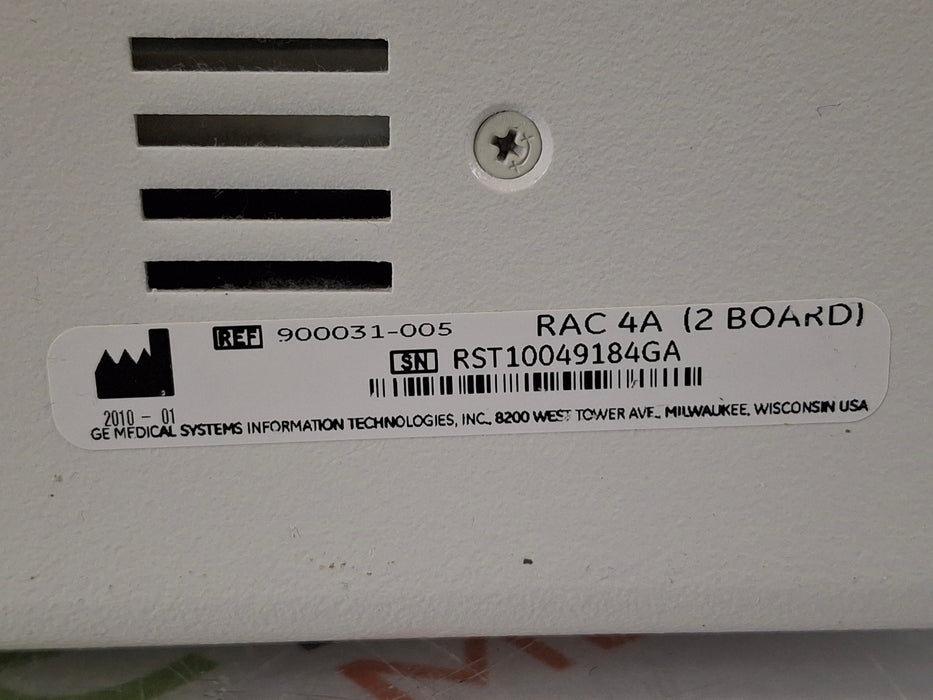 REF 900031-005 RAC 4A (2 BOARD)
SN RST10049184GA
2010 - 01
GE MEDICAL SYSTEMS INFORMATION TECHNOLOGIES, INC., 8200 WEST TOWER AVE., MILWAUKEE, WISCONSIN USA